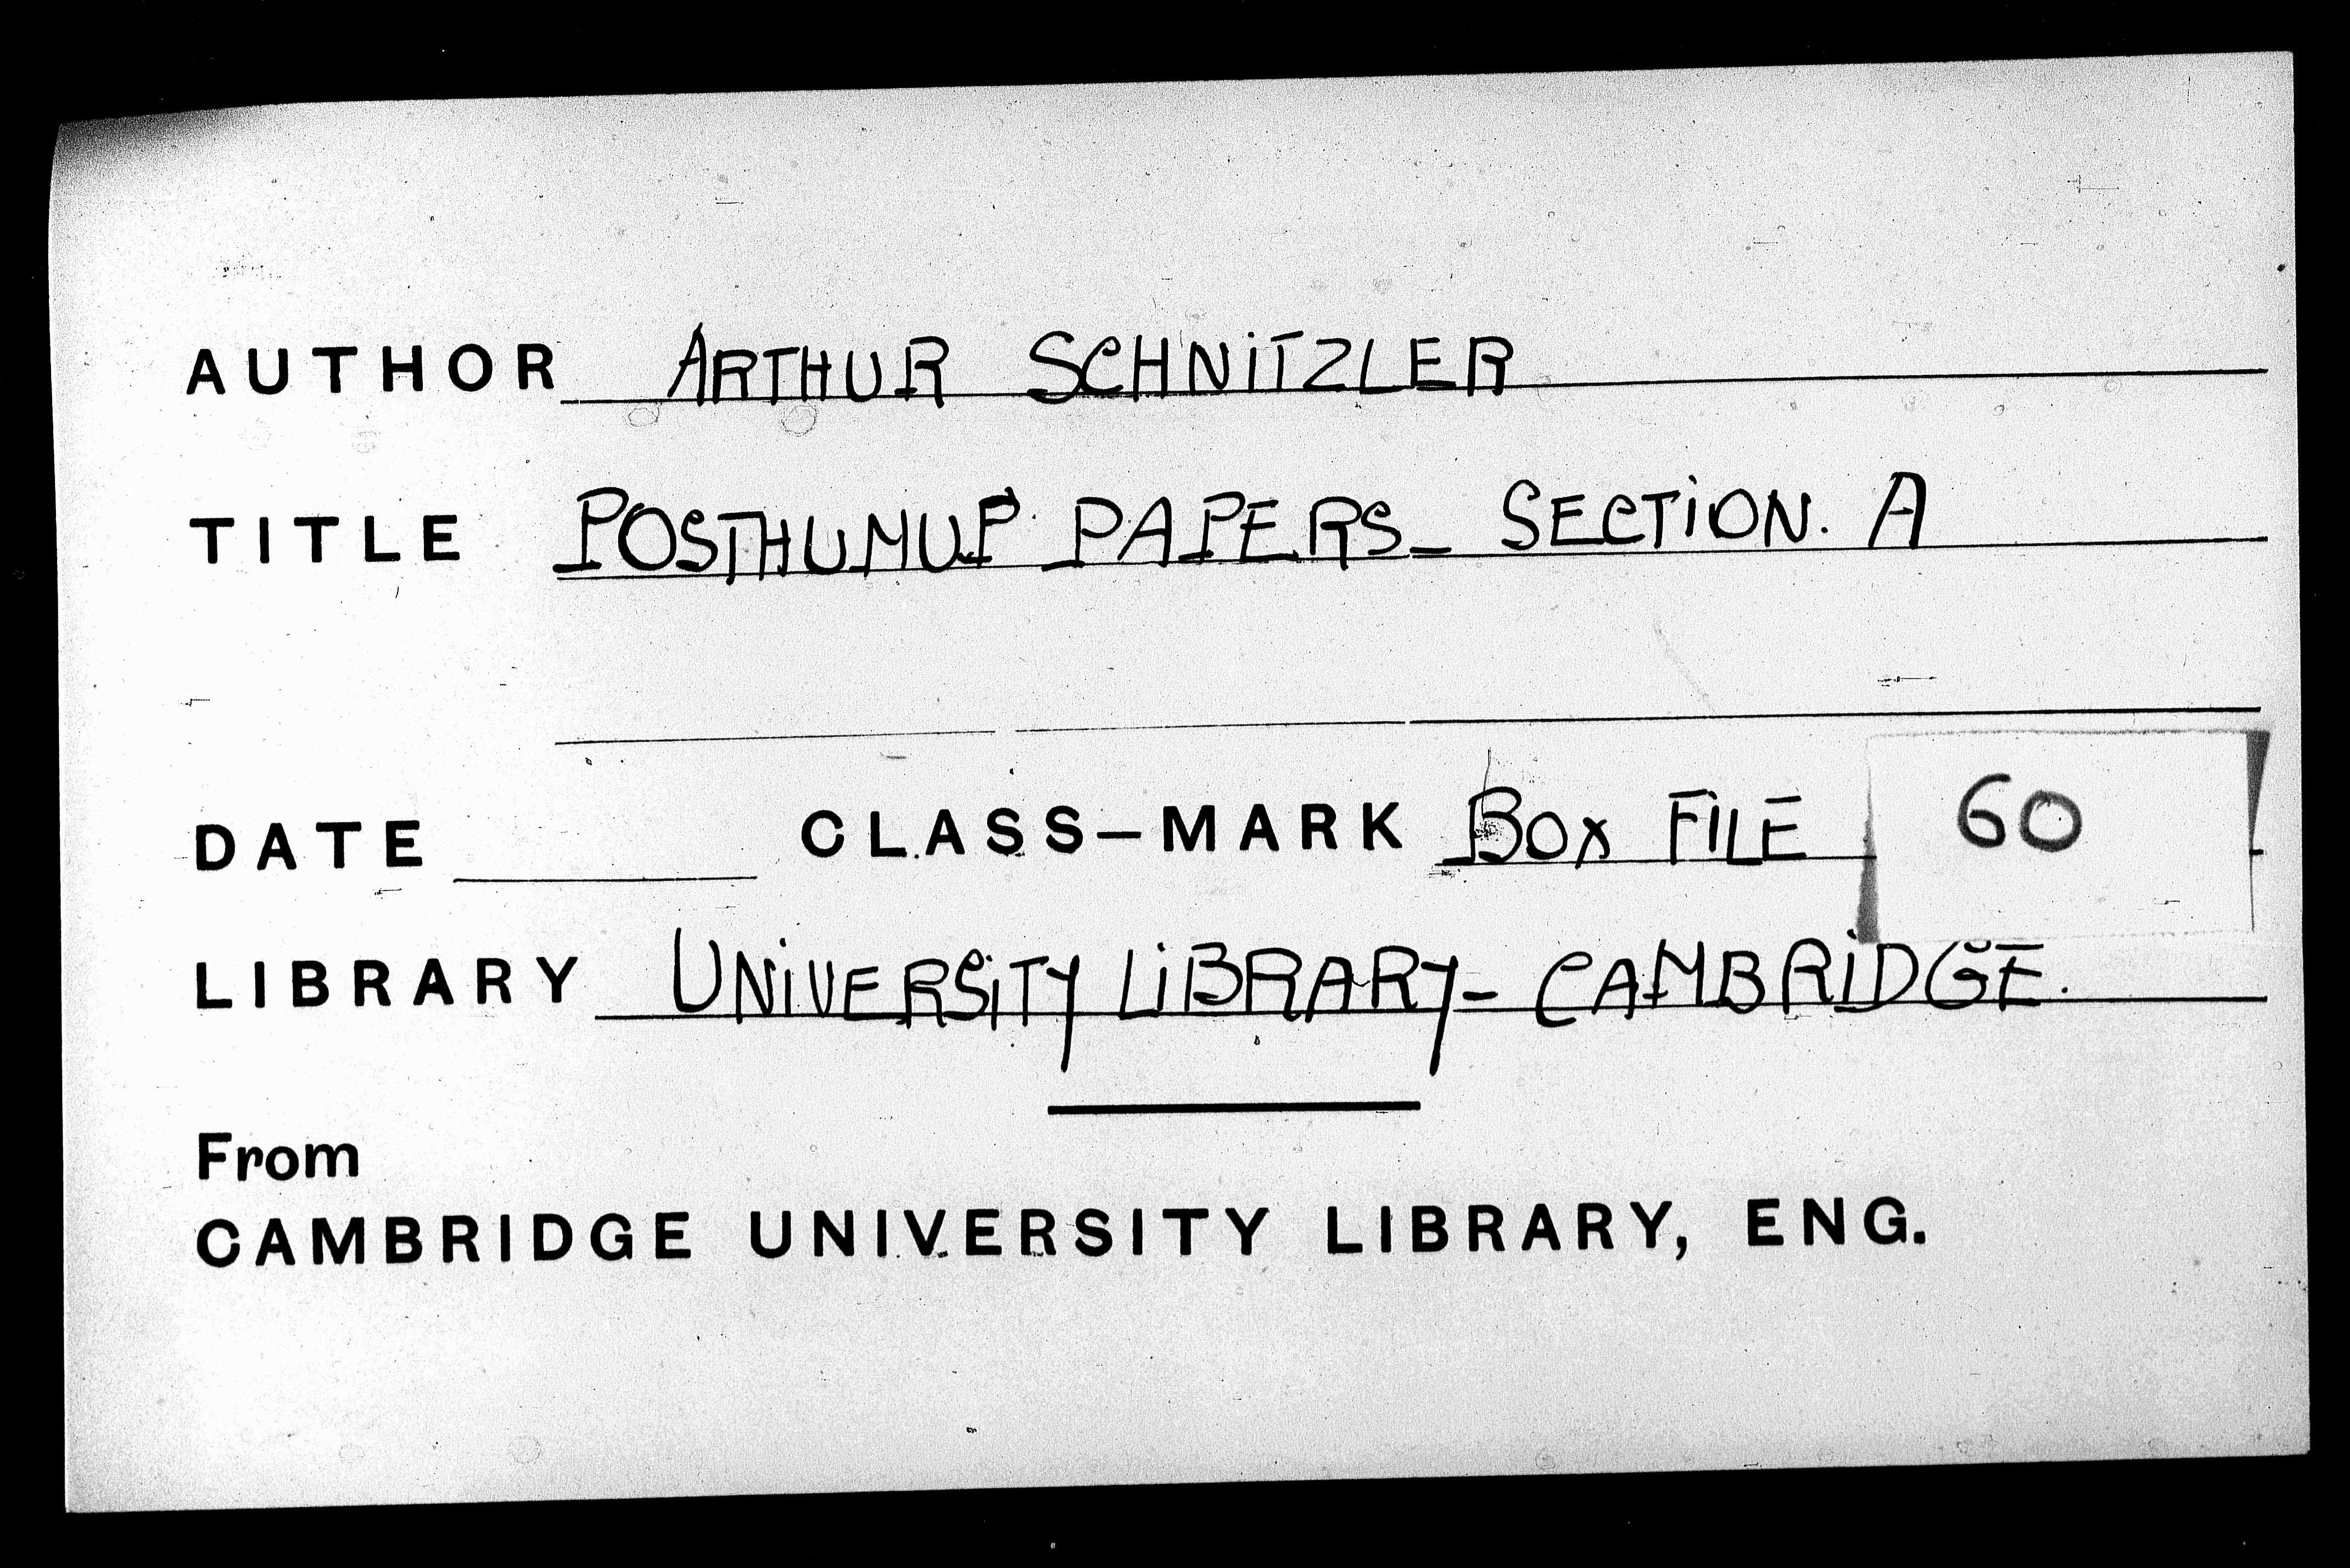 AUTHOR ARTHUR SCHNITZLER
TITLE POSTHUMUP PAPERS_ SECTION. A
DATE CLASS-MARK BOX FILE 60
LIBRARY UNIVERSITY LIBRARY- CAMBRIDGE.
From
CAMBRIDGE UNIVERSITY LIBRARY, ENG.